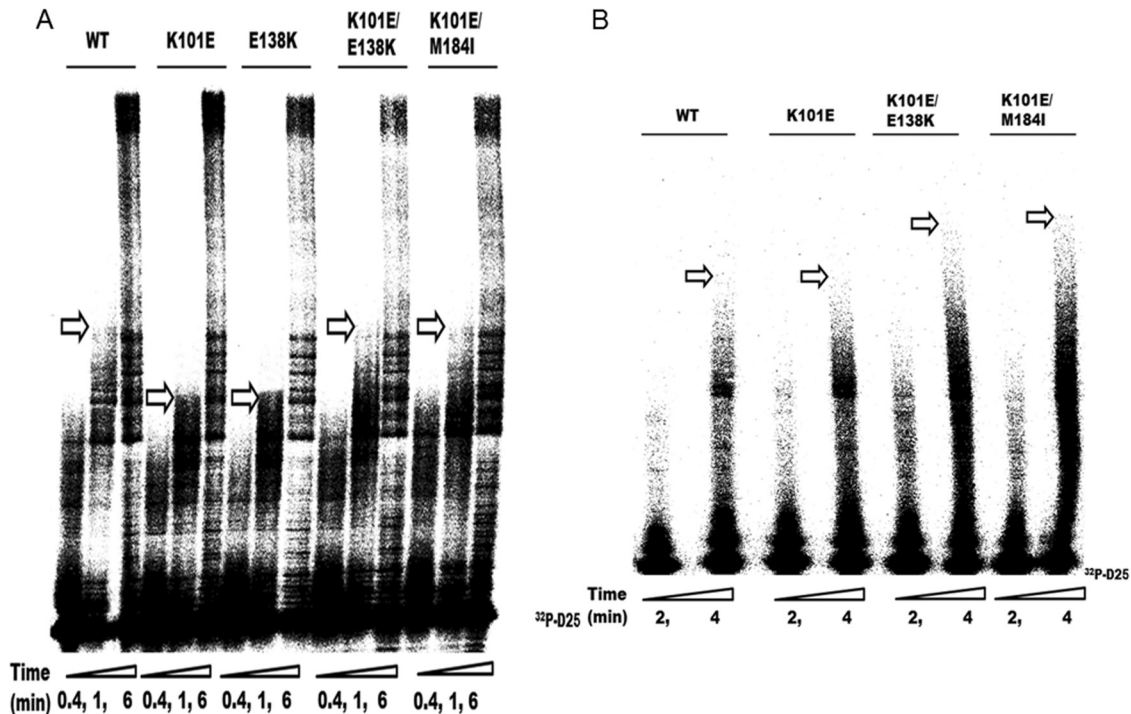 A
WT
K101E
E138K
K101E/
E138K
K101E/
M184I
Time
(min)
0.4, 1, 6
0.4, 1, 6
0.4, 1, 6
0.4, 1, 6
0.4, 1, 6
B
WT
K101E
K101E/
E138K
K101E/
M184I
32P-D25
Time
32P-D25 (min)
2, 4
2, 4
2, 4
2, 4